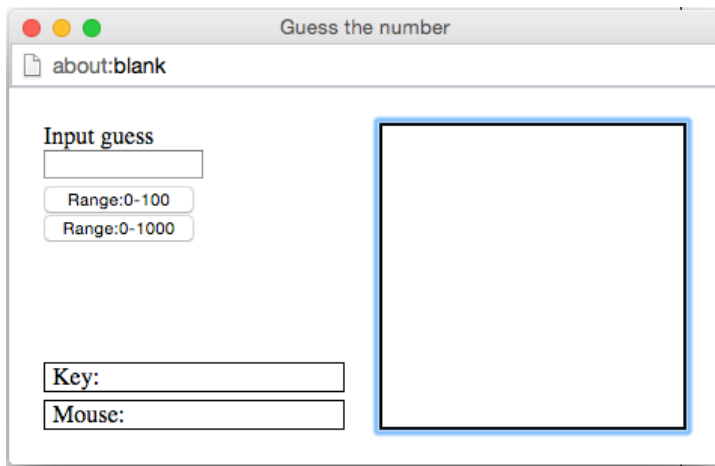 Guess the number
about:blank
Input guess
Range:0-100
Range:0-1000
Key:
Mouse: